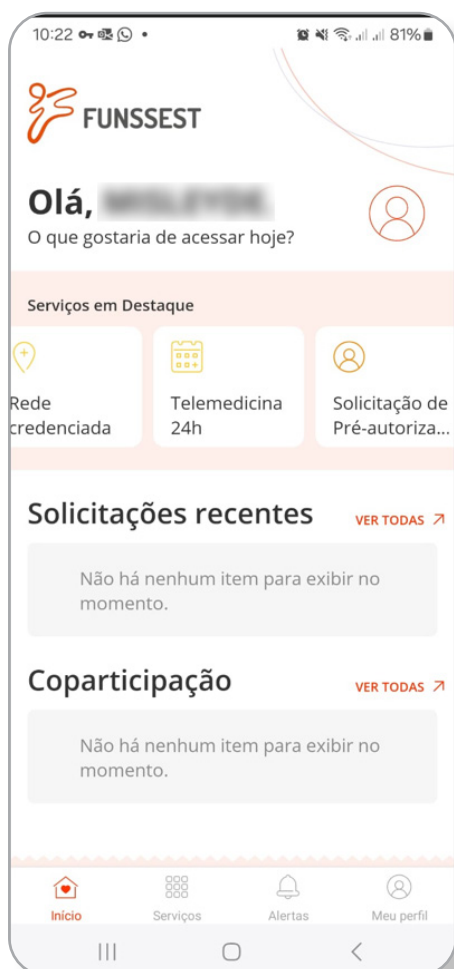 10:22
81%
FUNSSEST
Olá,
O que gostaria de acessar hoje?
Serviços em Destaque
Rede
credenciada
Telemedicina
24h
Solicitação de
Pré-autoriza...
Solicitações recentes
VER TODAS
Não há nenhum item para exibir no
momento.
Coparticipação
VER TODAS
Não há nenhum item para exibir no
momento.
Início
Serviços
Alertas
Meu perfil